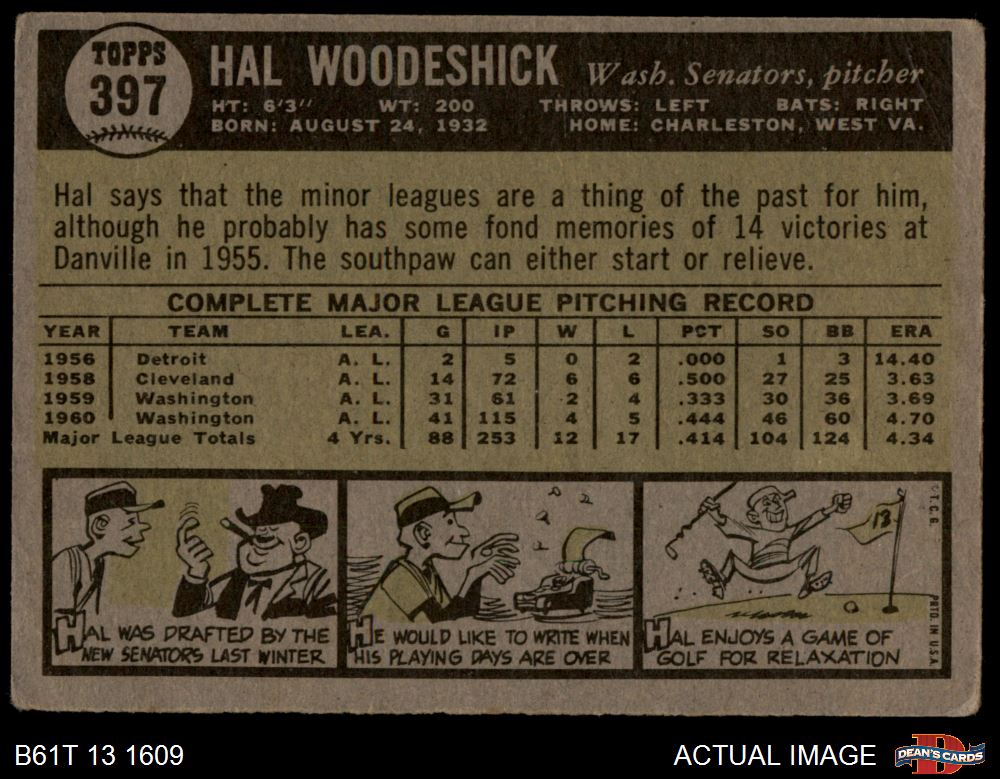 TOPPS
397
HAL WOODESHICK Wash. Senators, pitcher
HT: 6'3" WT: 200 THROWS: LEFT BATS: RIGHT
BORN: AUGUST 24, 1932 HOME: CHARLESTON, WEST VA.
Hal says that the minor leagues are a thing of the past for him,
although he probably has some fond memories of 14 victories at
Danville in 1955. The southpaw can either start or relieve.
COMPLETE MAJOR LEAGUE PITCHING RECORD
YEAR TEAM LEA. G IP W L PCT SO BB ERA
1956 Detroit A. L. 2 5 0 2 .000 1 3 14.40
1958 Cleveland A. L. 14 72 6 6 .500 27 25 3.63
1959 Washington A. L. 31 61 2 4 .333 30 36 3.69
1960 Washington A. L. 41 115 4 5 .444 46 60 4.70
Major League Totals 4 Yrs. 88 253 12 17 .414 104 124 4.34
HAL WAS DRAFTED BY THE
NEW SENATORS LAST WINTER
HE WOULD LIKE TO WRITE WHEN
HIS PLAYING DAYS ARE OVER
13
HAL ENJOYS A GAME OF
GOLF FOR RELAXATION
© T.C.G.
PRTD. IN U.S.A.
B61T 13 1609
ACTUAL IMAGE
D
DEAN'S CARDS